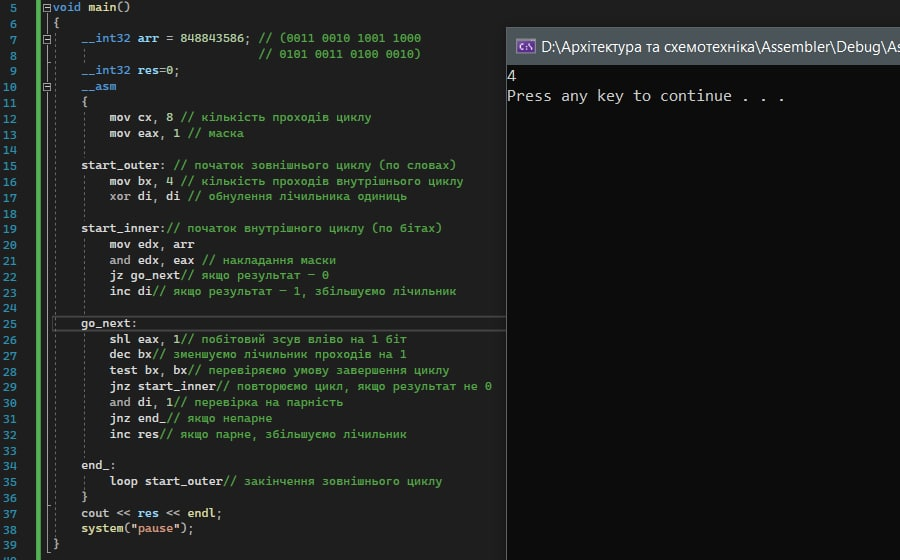 5 void main()
6 {
7 __int32 arr = 848843586; // (0011 0010 1001 1000
8 // 0101 0011 0100 0010)
9 __int32 res=0;
10 __asm
11 {
12 mov cx, 8 // кількість проходів циклу
13 mov eax, 1 // маска
14
15 start_outer: // початок зовнішнього циклу (по словах)
16 mov bx, 4 // кількість проходів внутрішнього циклу
17 xor di, di // обнулення лічильника одиниць
18
19 start_inner:// початок внутрішного циклу (по бітах)
20 mov edx, arr
21 and edx, eax // накладання маски
22 jz go_next// якщо результат – 0
23 inc di// якщо результат – 1, збільшуємо лічильник
24
25 go_next:
26 shl eax, 1// побітовий зсув вліво на 1 біт
27 dec bx// зменшуємо лічильник проходів на 1
28 test bx, bx// перевіряємо умову завершення циклу
29 jnz start_inner// повторюємо цикл, якщо результат не 0
30 and di, 1// перевірка на парність
31 jnz end_// якщо непарне
32 inc res// якщо парне, збільшуємо лічильник
33
34 end_:
35 loop start_outer// закінчення зовнішнього циклу
36 }
37 cout << res << endl;
38 system("pause");
39 }
D:\Архітектура та схемотехніка\Assembler\Debug\As
4
Press any key to continue . . .